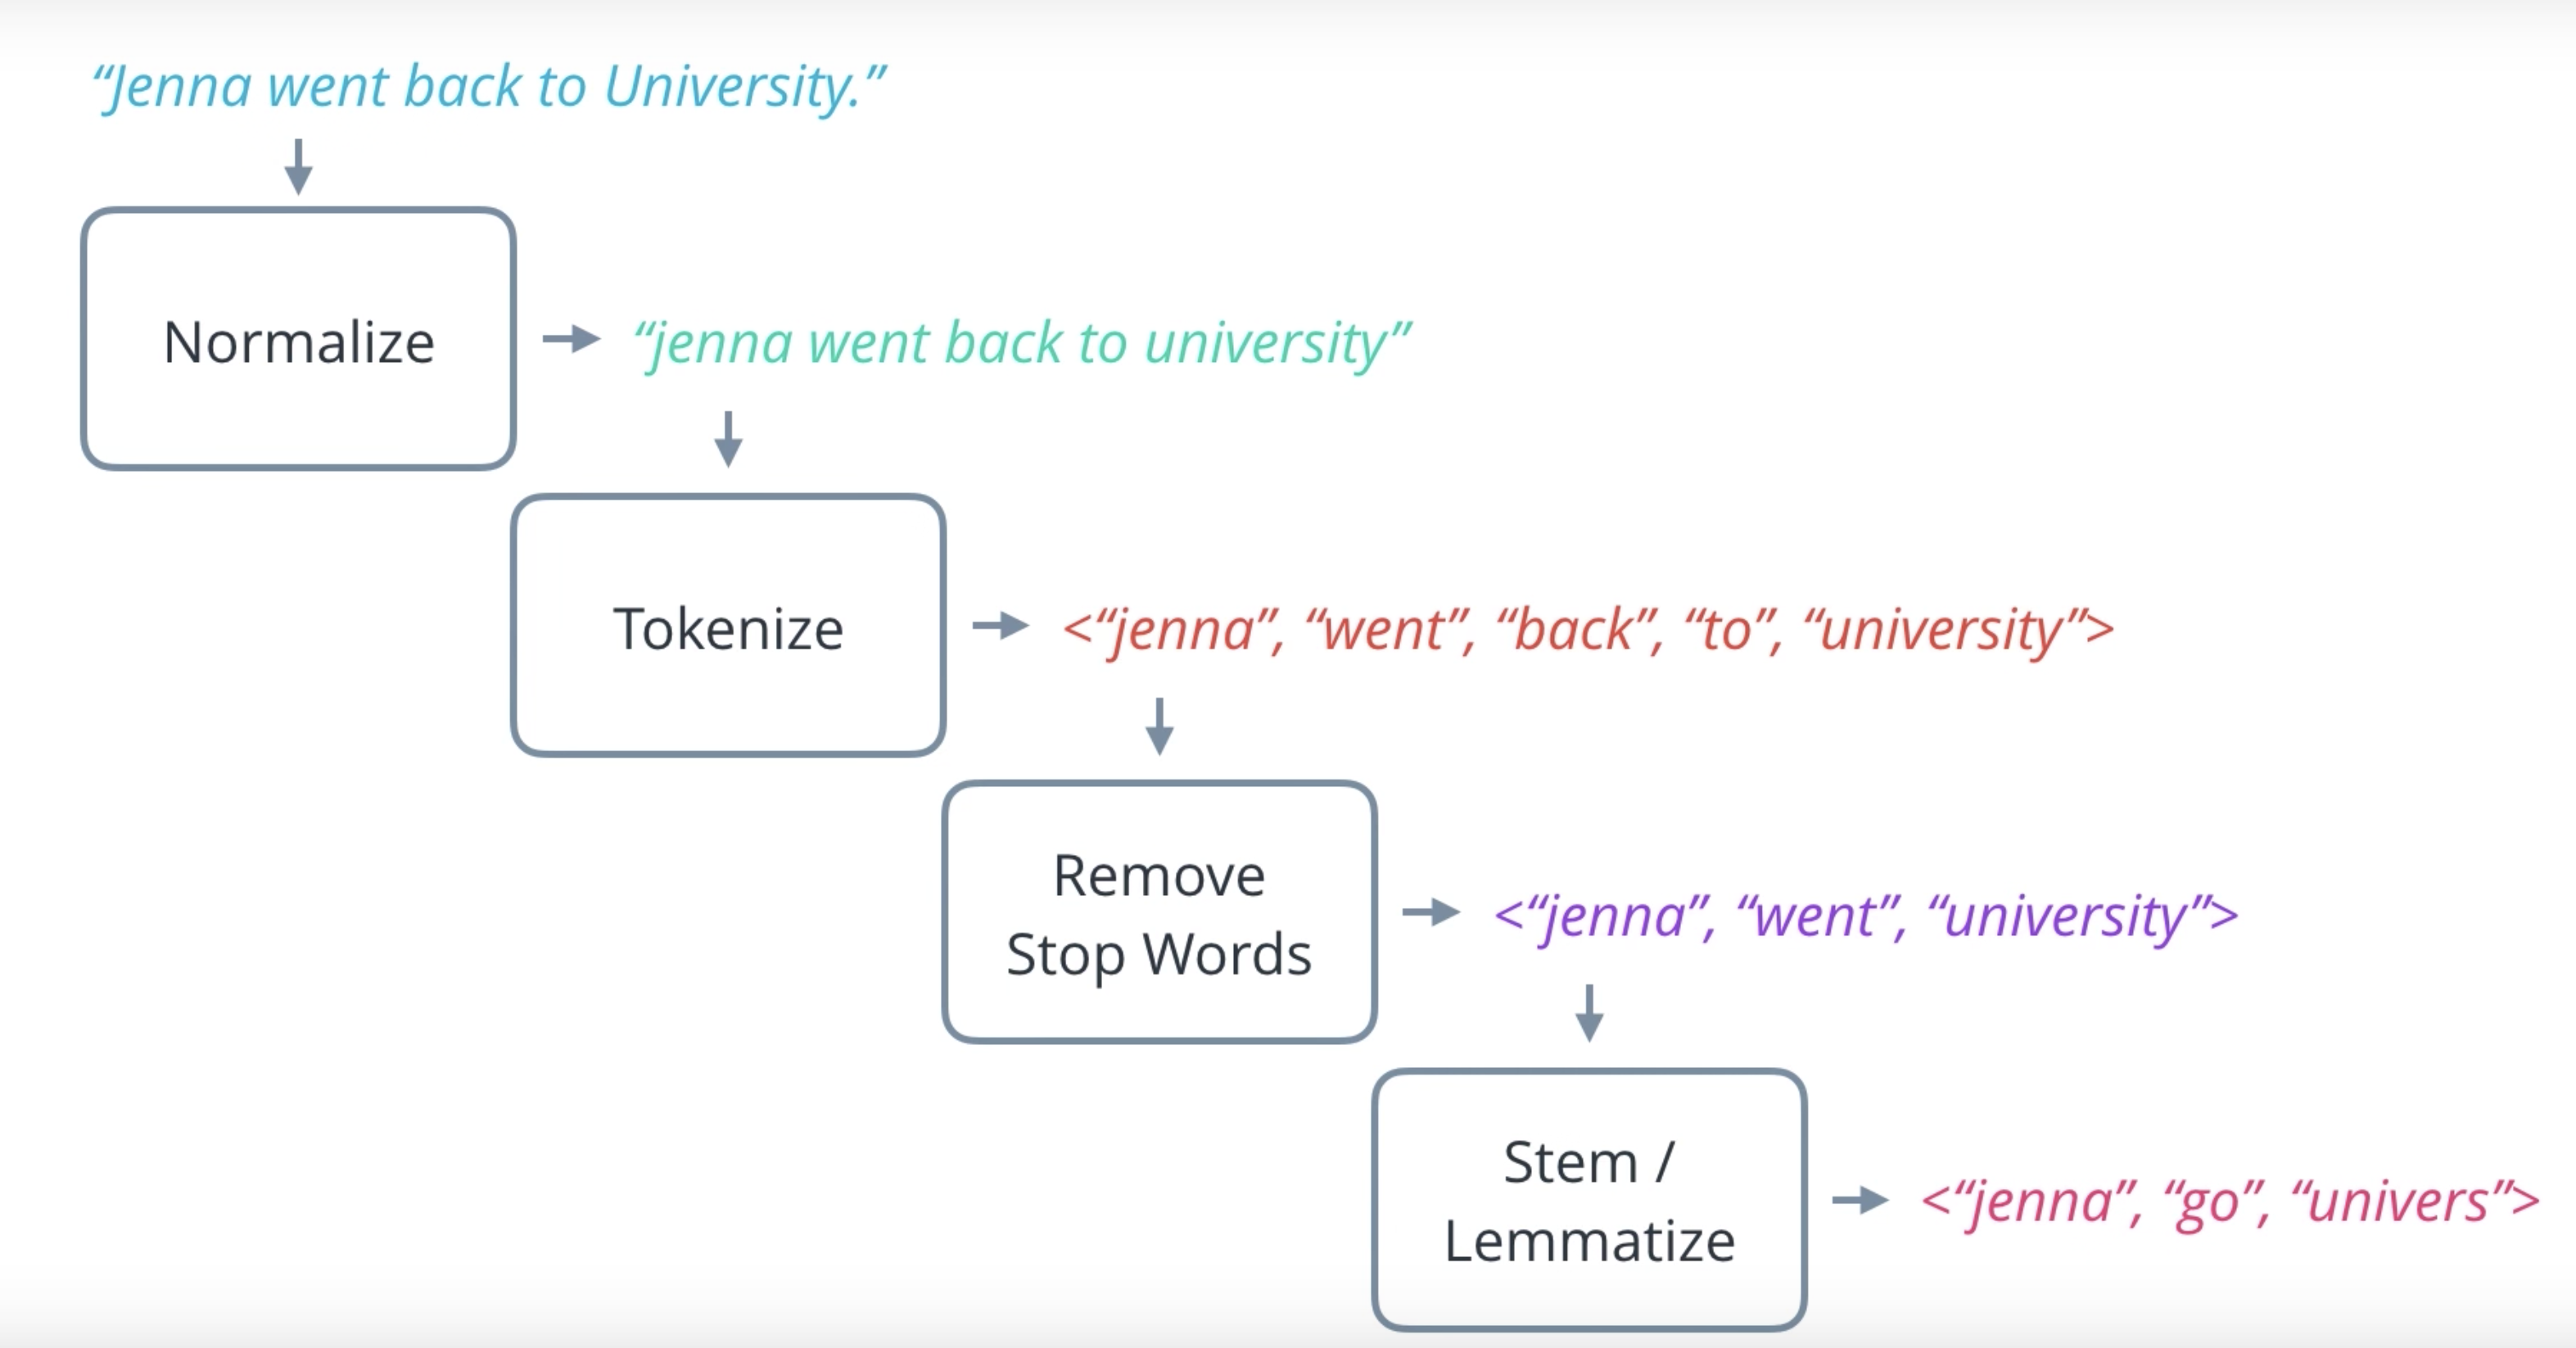 “Jenna went back to University.”
Normalize
“jenna went back to university”
Tokenize
<“jenna”, “went”, “back”, “to”, “university”>
Remove
Stop Words
<“jenna”, “went”, “university”>
Stem /
Lemmatize
<“jenna”, “go”, “univers”>